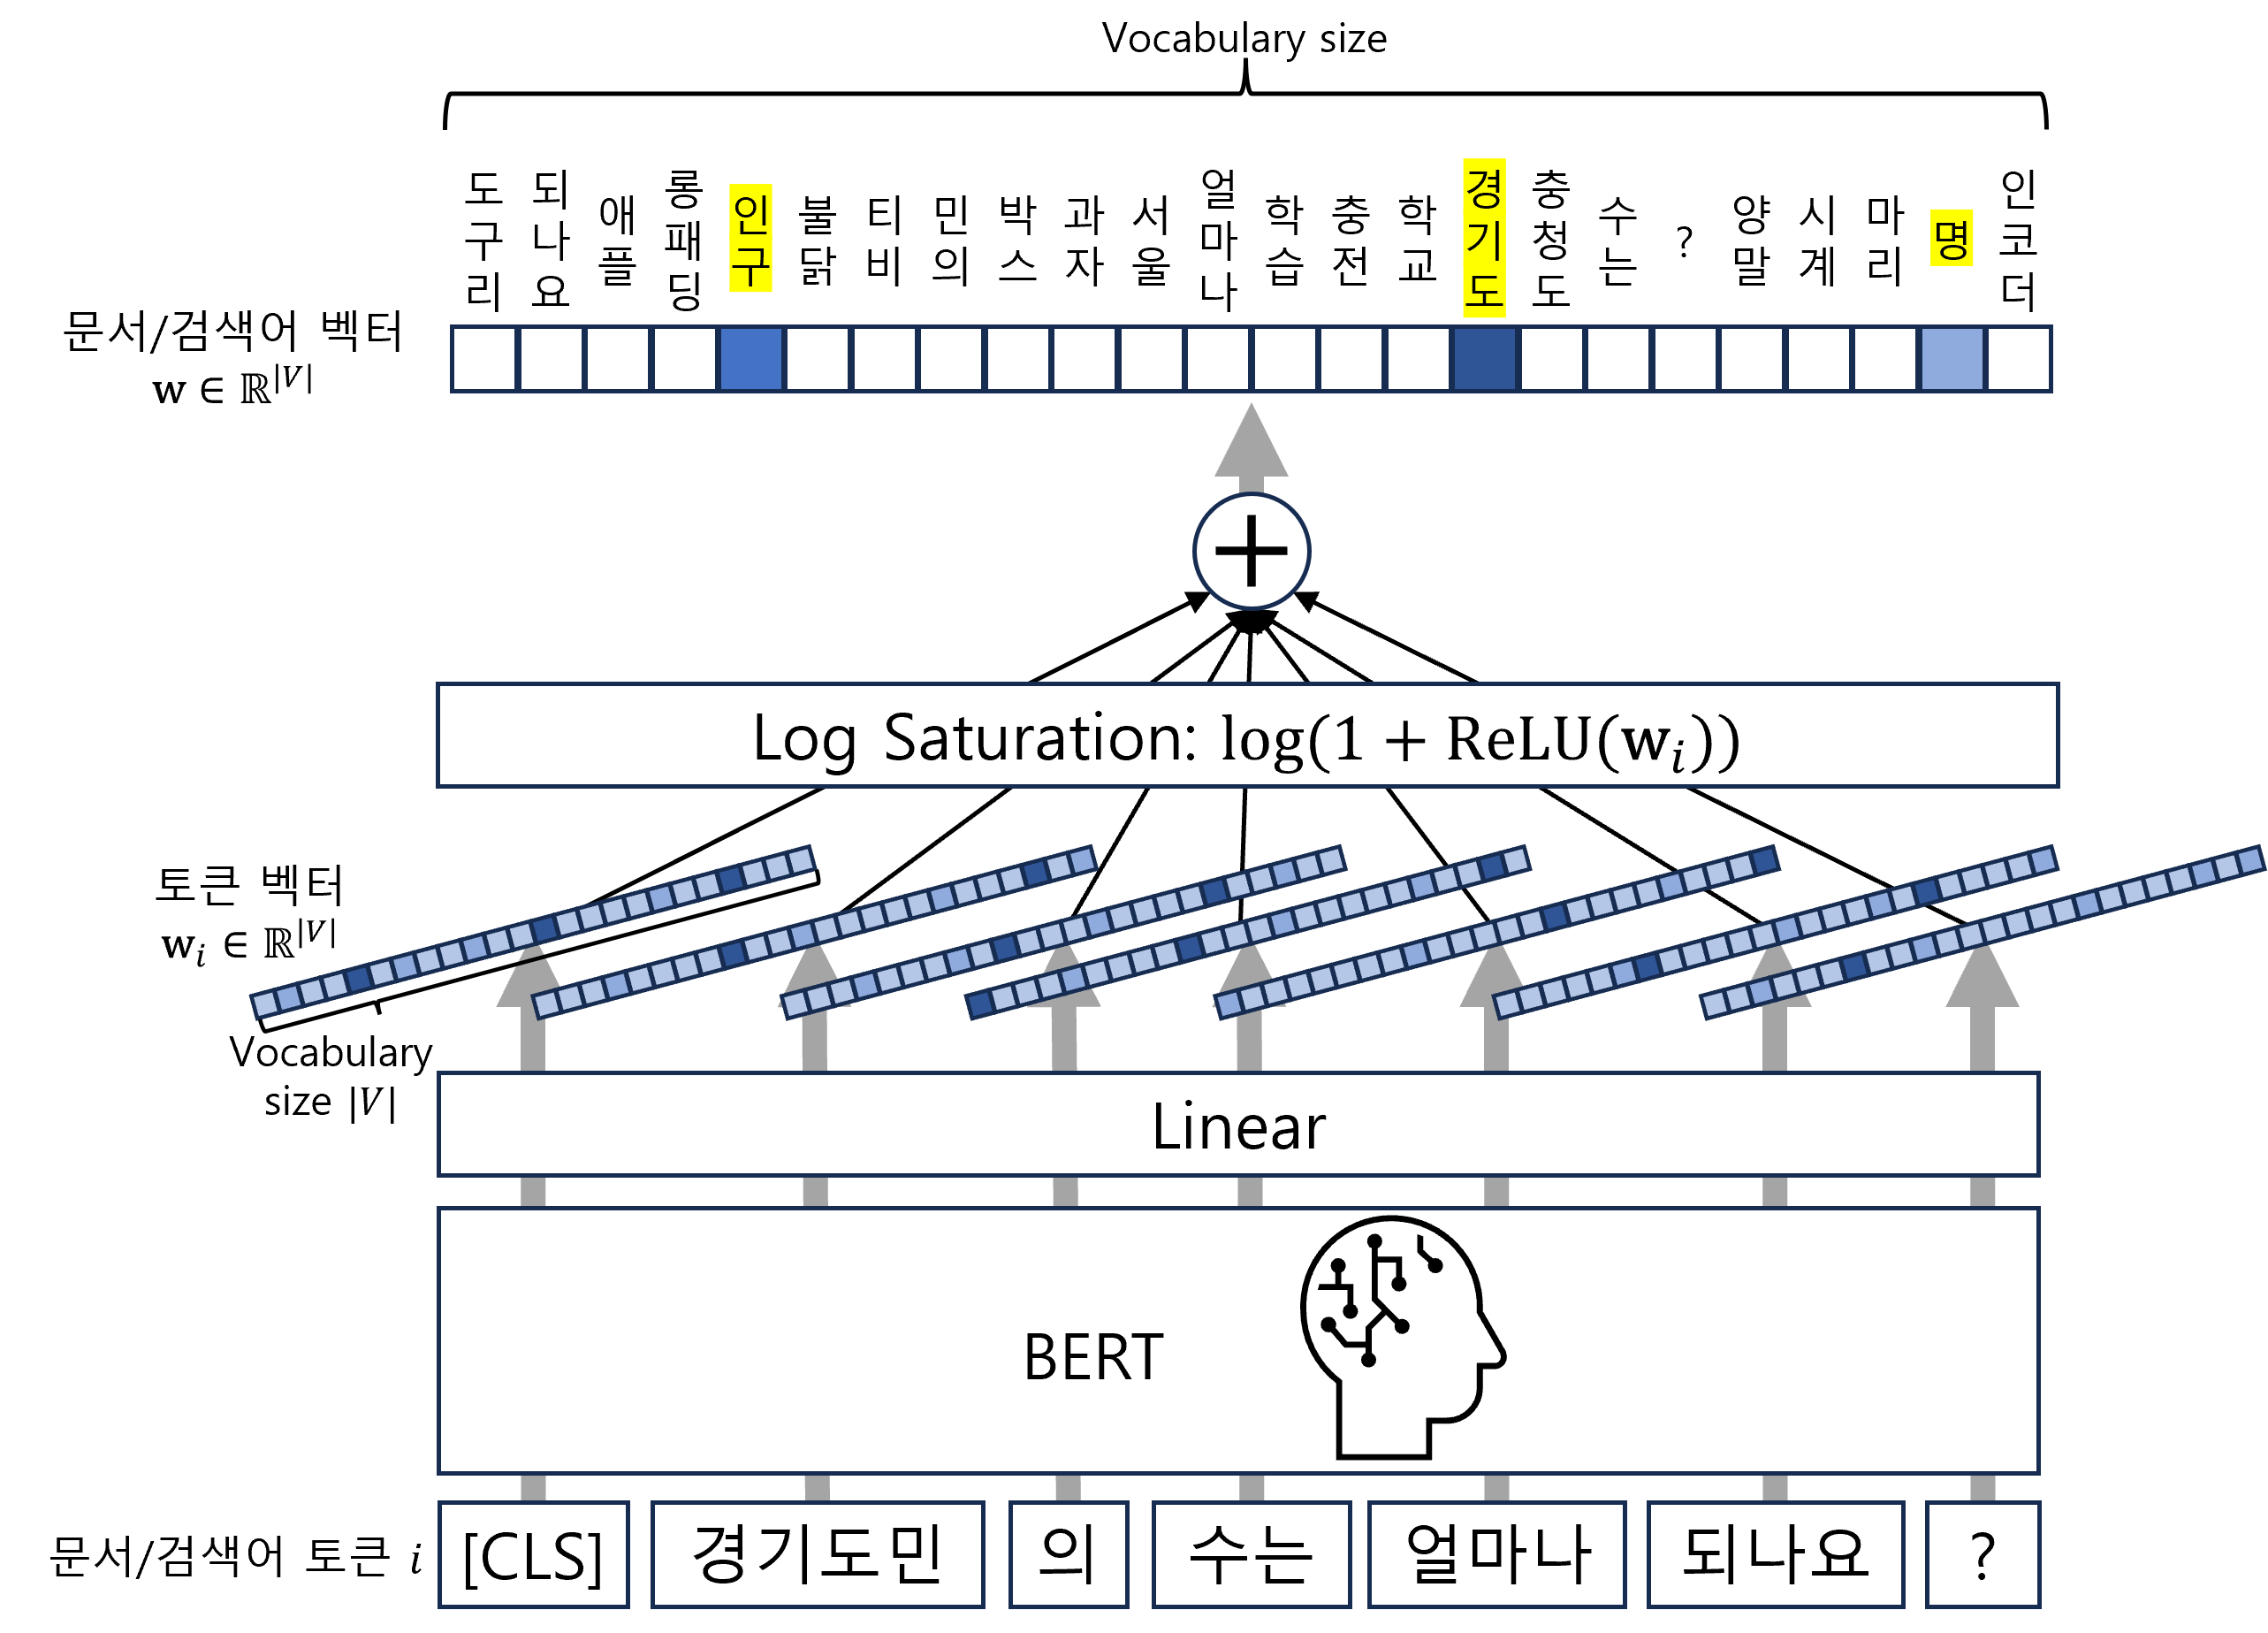 Vocabulary size
도구리 되나요 애플 롱패딩 인구 불닭 티비 민의 박스 과자 서울 얼마나 학습 충전 학교 경기도 충청도 수는 ? 양말 시계 마리 명 인코더
문서/검색어 벡터
w ∈ ℝ^|V|
Log Saturation: log(1 + ReLU(w_i))
토큰 벡터
w_i ∈ ℝ^|V|
Vocabulary
size |V|
Linear
BERT
문서/검색어 토큰 i [CLS] 경기도민 의 수는 얼마나 되나요 ?